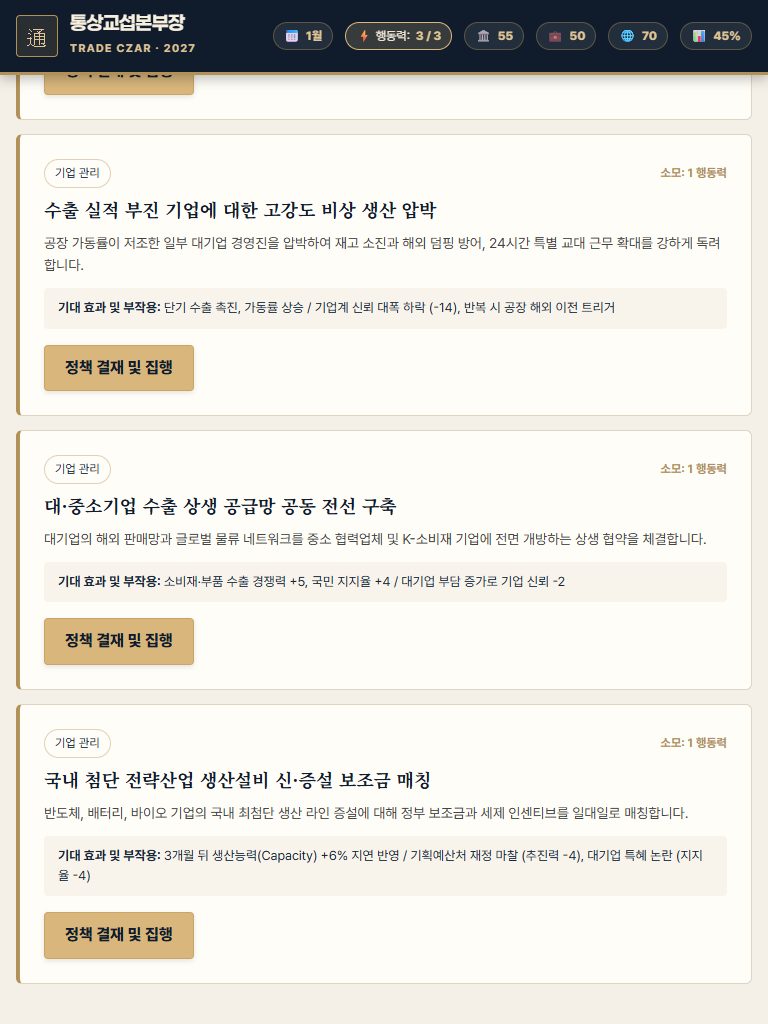 通
통상교섭본부장
TRADE CZAR · 2027
1월
행동력: 3 / 3
55
50
70
45%
정책 결재 및 집행
기업 관리
소모: 1 행동력
수출 실적 부진 기업에 대한 고강도 비상 생산 압박
공장 가동률이 저조한 일부 대기업 경영진을 압박하여 재고 소진과 해외 덤핑 방어, 24시간 특별 교대 근무 확대를 강하게 독려
합니다.
기대 효과 및 부작용: 단기 수출 촉진, 가동률 상승 / 기업계 신뢰 대폭 하락 (-14), 반복 시 공장 해외 이전 트리거
정책 결재 및 집행
기업 관리
소모: 1 행동력
대·중소기업 수출 상생 공급망 공동 전선 구축
대기업의 해외 판매망과 글로벌 물류 네트워크를 중소 협력업체 및 K-소비재 기업에 전면 개방하는 상생 협약을 체결합니다.
기대 효과 및 부작용: 소비재·부품 수출 경쟁력 +5, 국민 지지율 +4 / 대기업 부담 증가로 기업 신뢰 -2
정책 결재 및 집행
기업 관리
소모: 1 행동력
국내 첨단 전략산업 생산설비 신·증설 보조금 매칭
반도체, 배터리, 바이오 기업의 국내 최첨단 생산 라인 증설에 대해 정부 보조금과 세제 인센티브를 일대일로 매칭합니다.
기대 효과 및 부작용: 3개월 뒤 생산능력(Capacity) +6% 지연 반영 / 기획예산처 재정 마찰 (추진력 -4), 대기업 특혜 논란 (지지
율 -4)
정책 결재 및 집행